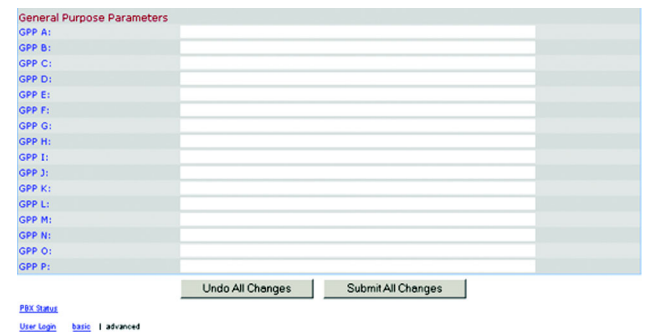 General Purpose Parameters
GPP A:
GPP B:
GPP C:
GPP D:
GPP E:
GPP F:
GPP G:
GPP H:
GPP I:
GPP J:
GPP K:
GPP L:
GPP M:
GPP N:
GPP O:
GPP P:
Undo All Changes Submit All Changes
PBX Status
User Login basic | advanced